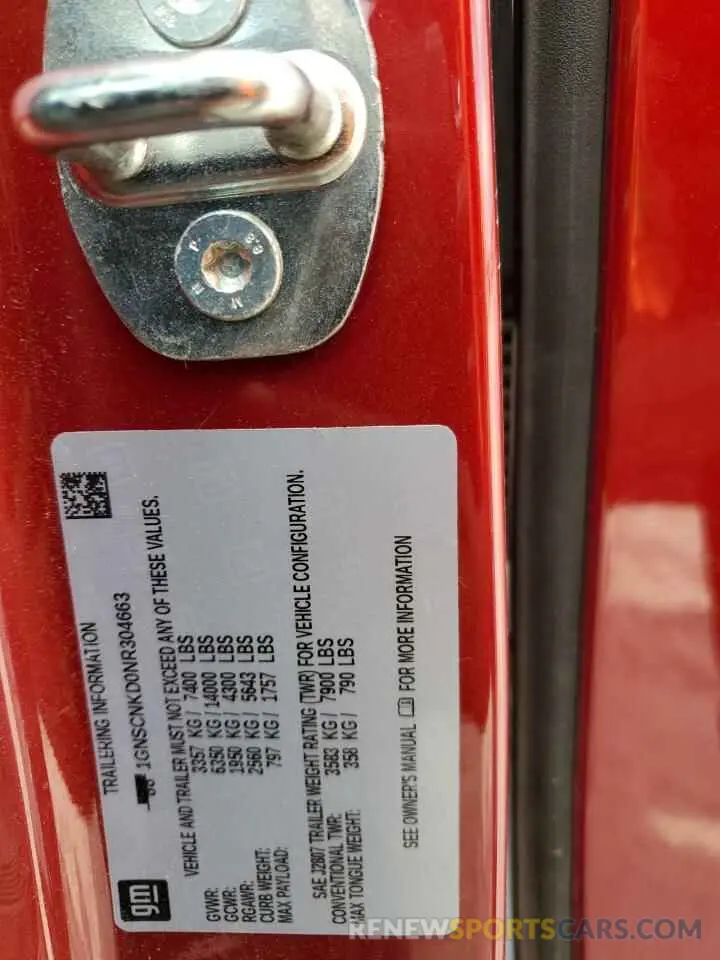 TRAILERING INFORMATION
1GNSCNKD0NR304663
VEHICLE AND TRAILER MUST NOT EXCEED ANY OF THESE VALUES.
GVWR: 3357 KG / 7400 LBS
GCWR: 6350 KG / 14000 LBS
RGAWR: 1950 KG / 4300 LBS
CURB WEIGHT: 2560 KG / 5643 LBS
MAX PAYLOAD: 797 KG / 1757 LBS
SAE J2807 TRAILER WEIGHT RATING (TWR) FOR VEHICLE CONFIGURATION.
CONVENTIONAL TWR: 3583 KG / 7900 LBS
MAX TONGUE WEIGHT: 358 KG / 790 LBS
SEE OWNER'S MANUAL FOR MORE INFORMATION
gm
RENEWSPORTSCARS.COM